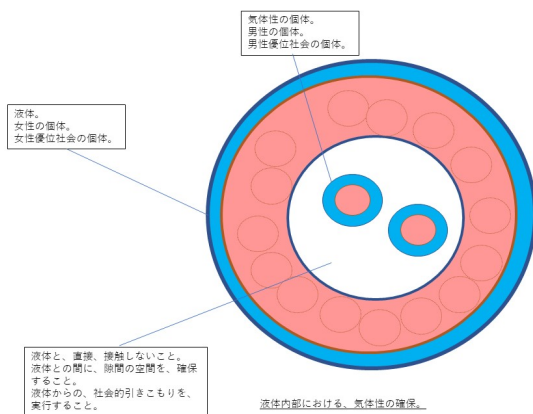 気体性の個体。
男性の個体。
男性優位社会の個体。
液体。
女性の個体。
女性優位社会の個体。
液体と、直接、接触しないこと。
液体との間に、隙間の空間を、確保
すること。
液体からの、社会的引きこもりを、
実行すること。
液体内部における、気体性の確保。